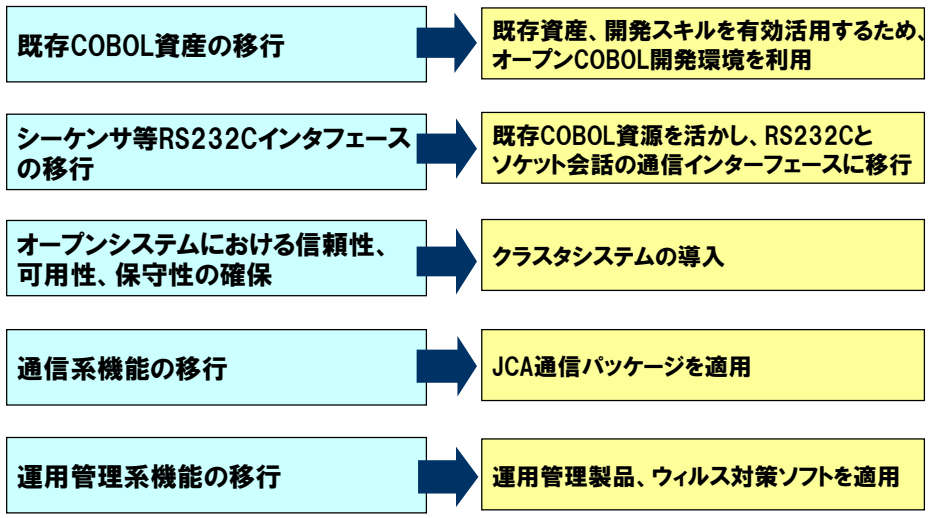 既存COBOL資産の移行
既存資産、開発スキルを有効活用するため、
オープンCOBOL開発環境を利用
シーケンサ等RS232Cインタフェース
の移行
既存COBOL資源を活かし、RS232Cと
ソケット会話の通信インターフェースに移行
オープンシステムにおける信頼性、
可用性、保守性の確保
クラスタシステムの導入
通信系機能の移行
JCA通信パッケージを適用
運用管理系機能の移行
運用管理製品、ウィルス対策ソフトを適用